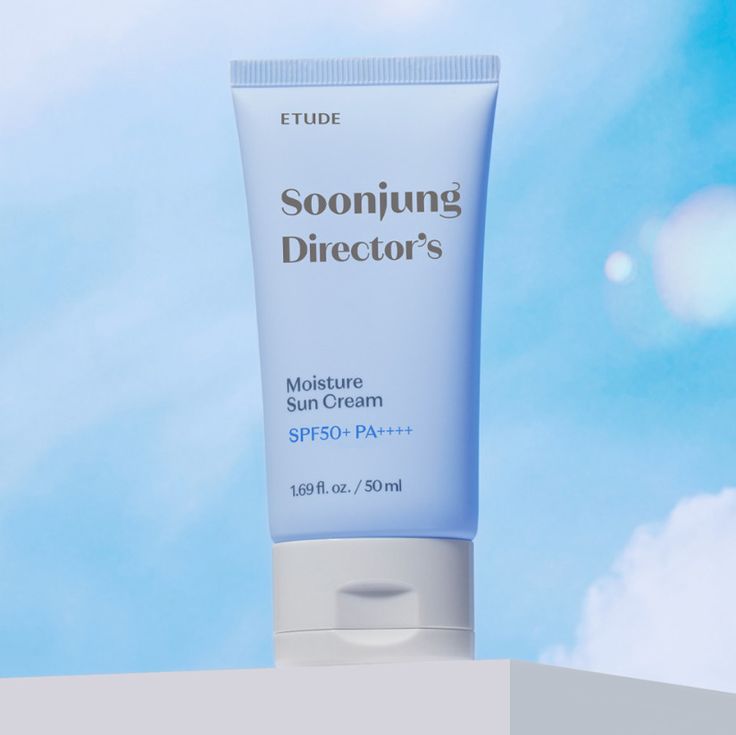 ETUDE
Soonjung
Director's
Moisture
Sun Cream
SPF50+ PA++++
1.69 fl. oz. / 50 ml